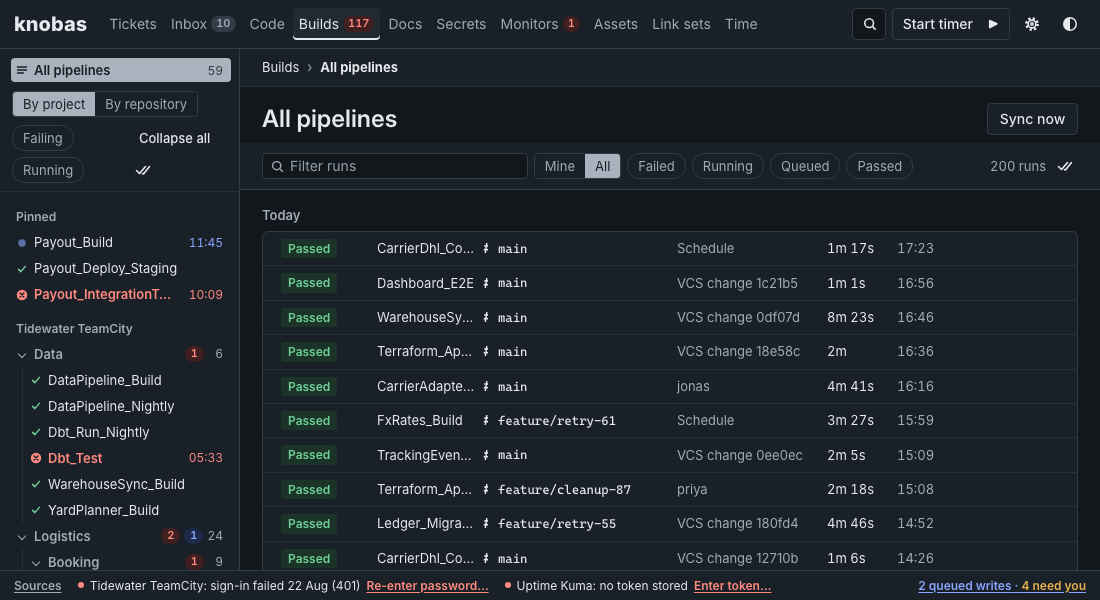 knobas Tickets Inbox 10 Code Builds 117 Docs Secrets Monitors 1 Assets Link sets Time Start timer
All pipelines 59
By project By repository
Failing Collapse all
Running
Pinned
Payout_Build 11:45
Payout_Deploy_Staging
Payout_IntegrationT... 10:09
Tidewater TeamCity
Data 1 6
DataPipeline_Build
DataPipeline_Nightly
Dbt_Run_Nightly
Dbt_Test 05:33
WarehouseSync_Build
YardPlanner_Build
Logistics 2 1 24
Booking 1 9
Builds › All pipelines
All pipelines Sync now
Filter runs Mine All Failed Running Queued Passed 200 runs
Today
Passed CarrierDhl_Co... main Schedule 1m 17s 17:23
Passed Dashboard_E2E main VCS change 1c21b5 1m 1s 16:56
Passed WarehouseSy... main VCS change 0df07d 8m 23s 16:46
Passed Terraform_Ap... main VCS change 18e58c 2m 16:36
Passed CarrierAdapte... main jonas 4m 41s 16:16
Passed FxRates_Build feature/retry-61 Schedule 3m 27s 15:59
Passed TrackingEven... main VCS change 0ee0ec 2m 5s 15:09
Passed Terraform_Ap... feature/cleanup-87 priya 2m 18s 15:08
Passed Ledger_Migra... feature/retry-55 VCS change 180fd4 4m 46s 14:52
Passed CarrierDhl_Co... main VCS change 12710b 1m 6s 14:26
Sources Tidewater TeamCity: sign-in failed 22 Aug (401) Re-enter password... Uptime Kuma: no token stored Enter token... 2 queued writes · 4 need you